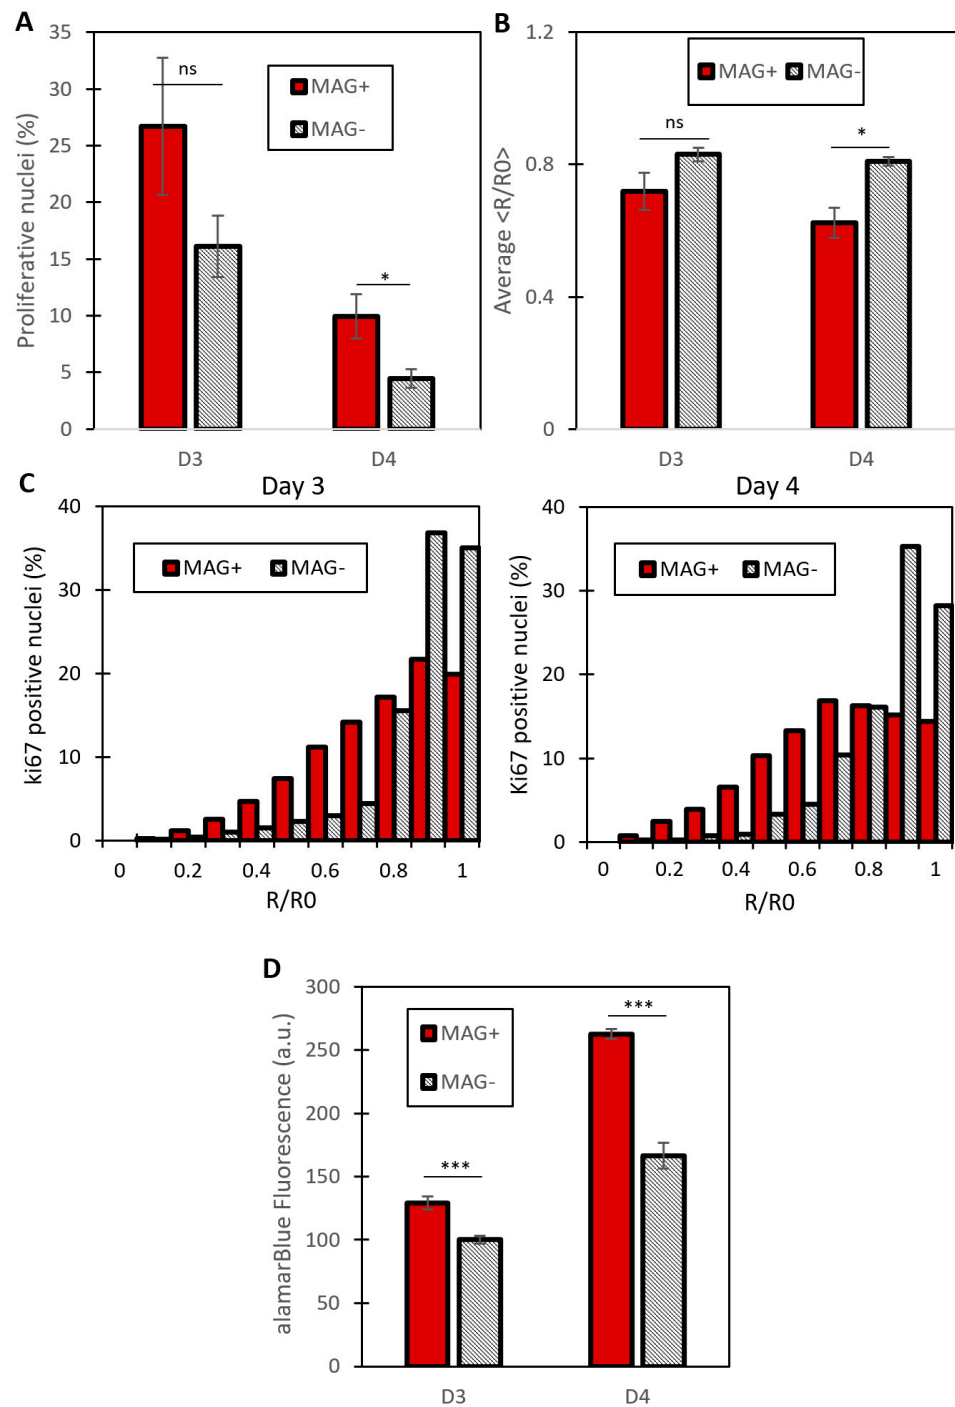 A
Proliferative nuclei (%)
35
30
25
20
15
10
5
0
ns
*
MAG+
MAG-
D3
D4
B
Average <R/R0>
1.2
0.8
0.4
0
MAG+ MAG-
ns
*
D3
D4
C
Day 3
ki67 positive nuclei (%)
40
30
20
10
0
MAG+ MAG-
0 0.2 0.4 0.6 0.8 1
R/R0
Day 4
Ki67 positive nuclei (%)
40
30
20
10
0
MAG+ MAG-
0 0.2 0.4 0.6 0.8 1
R/R0
D
alamarBlue Fluorescence (a.u.)
300
250
200
150
100
50
0
MAG+
MAG-
***
***
D3
D4